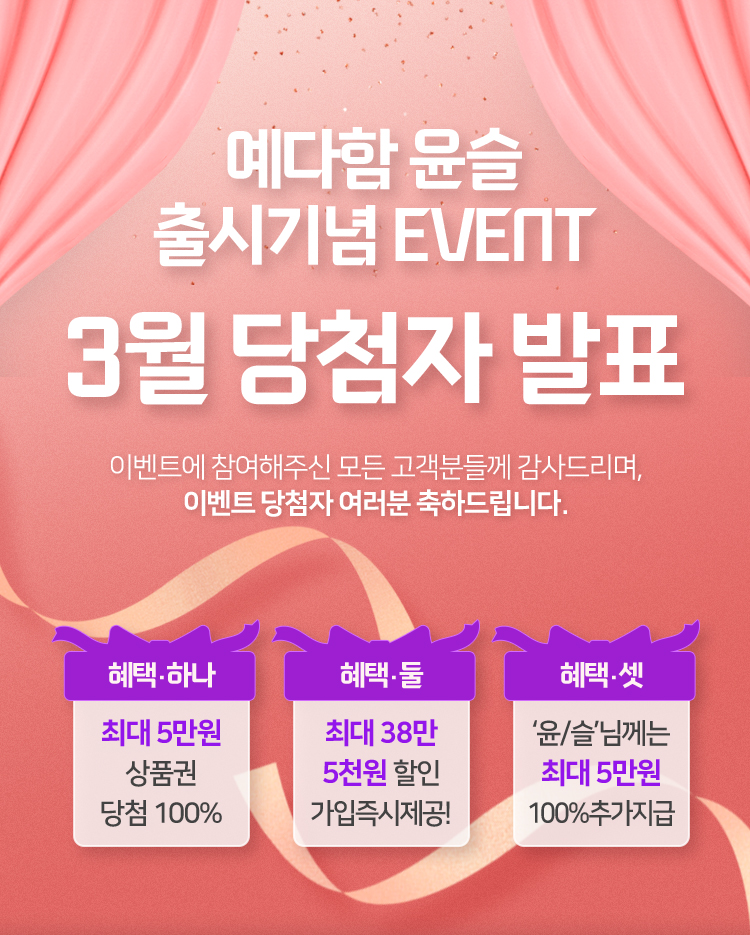 예다함 윤슬
출시기념 EVENT
3월 당첨자 발표
이벤트에 참여해주신 모든 고객분들께 감사드리며,
이벤트 당첨자 여러분 축하드립니다.
혜택·하나
최대 5만원
상품권
당첨 100%
혜택·둘
최대 38만
5천원 할인
가입즉시제공!
혜택·셋
‘윤/슬’님께는
최대 5만원
100%추가지급